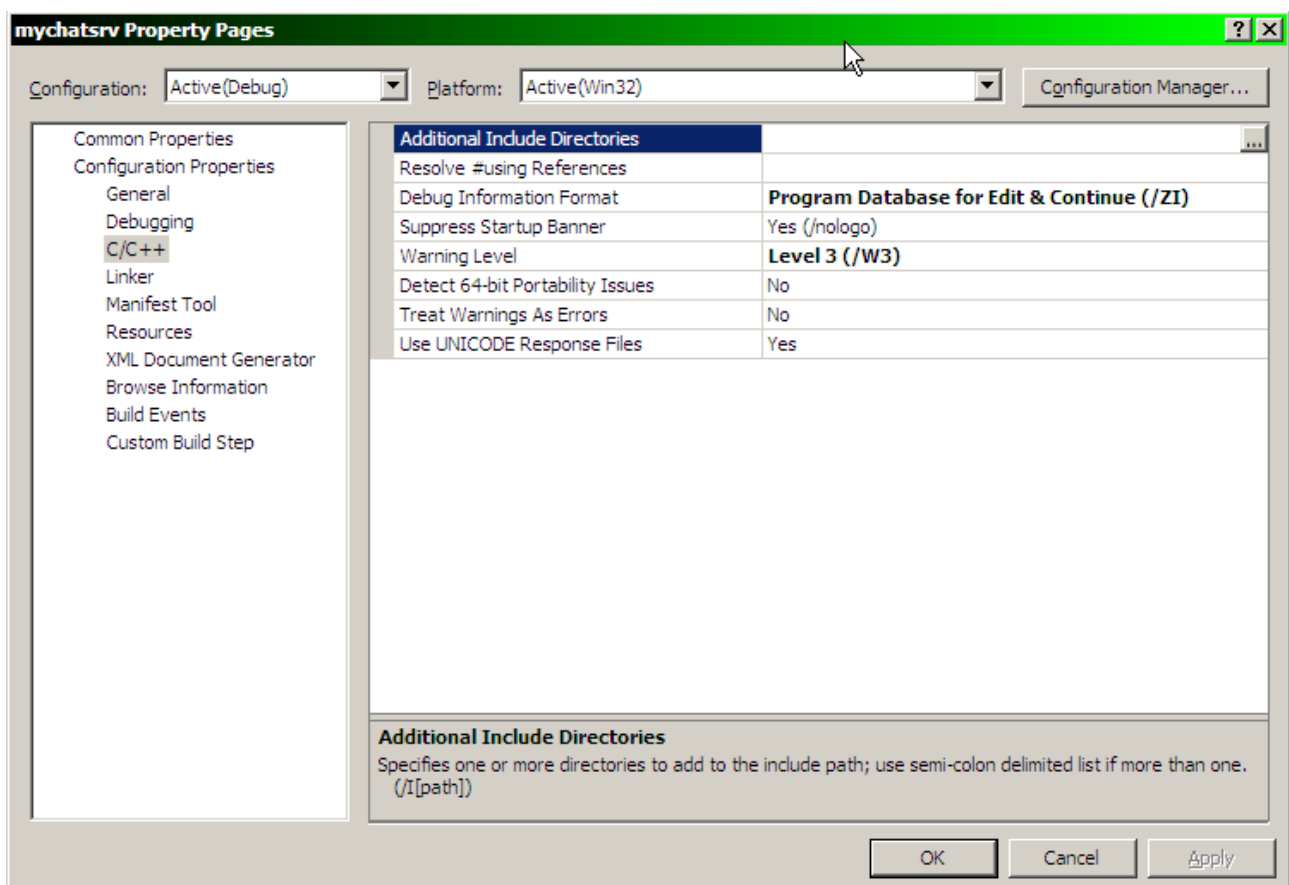 mychatsrv Property Pages
Configuration: Active(Debug) Platform: Active(Win32) Configuration Manager...
Common Properties
Configuration Properties
General
Debugging
C/C++
Linker
Manifest Tool
Resources
XML Document Generator
Browse Information
Build Events
Custom Build Step
Additional Include Directories ...
Resolve #using References
Debug Information Format Program Database for Edit & Continue (/ZI)
Suppress Startup Banner Yes (/nologo)
Warning Level Level 3 (/W3)
Detect 64-bit Portability Issues No
Treat Warnings As Errors No
Use UNICODE Response Files Yes
Additional Include Directories
Specifies one or more directories to add to the include path; use semi-colon delimited list if more than one.
(/I[path])
OK Cancel Apply